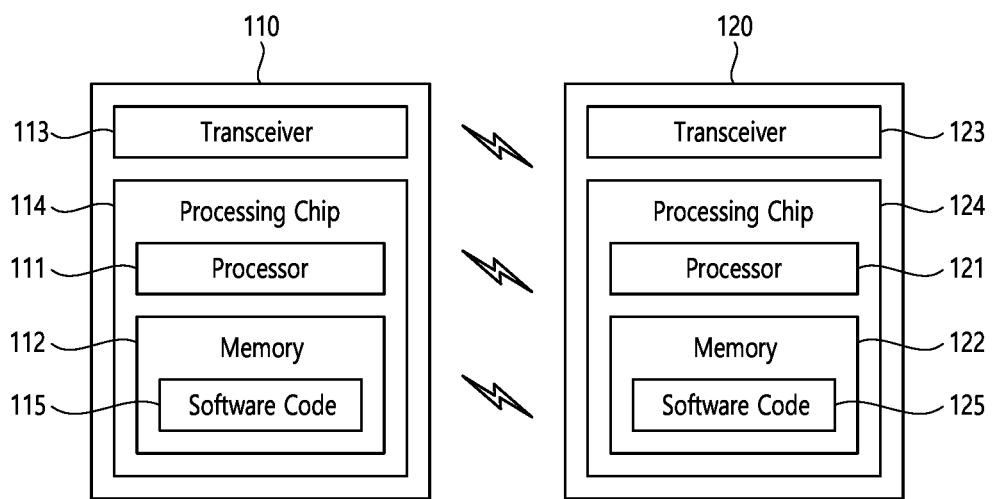 110 120
113 Transceiver Transceiver 123
114 Processing Chip Processing Chip 124
111 Processor Processor 121
112 Memory Memory 122
115 Software Code Software Code 125